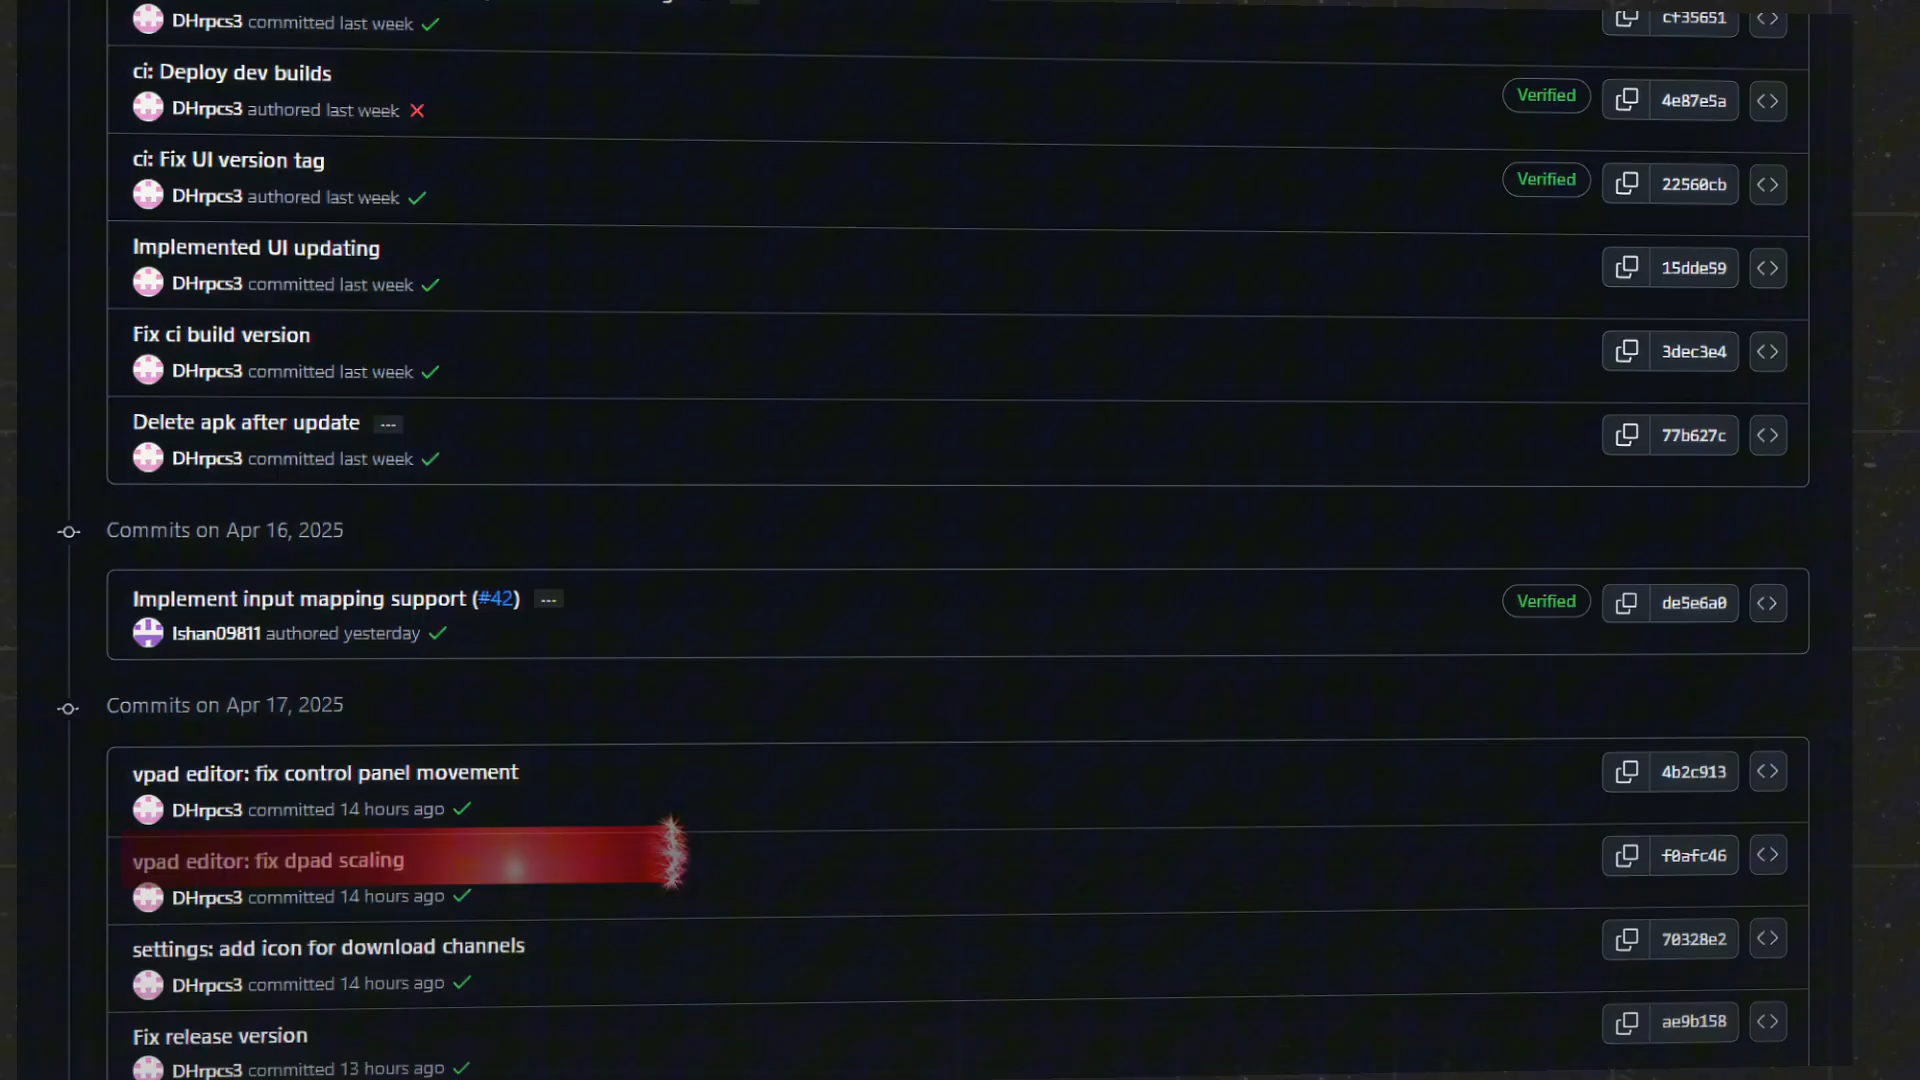 DHrpcs3 committed last week
cf35651
ci: Deploy dev builds
DHrpcs3 authored last week
Verified
4e87e5a
ci: Fix UI version tag
DHrpcs3 authored last week
Verified
22560cb
Implemented UI updating
DHrpcs3 committed last week
15dde59
Fix ci build version
DHrpcs3 committed last week
3dec3e4
Delete apk after update ...
DHrpcs3 committed last week
77b627c
Commits on Apr 16, 2025
Implement input mapping support (#42) ...
Ishan09811 authored yesterday
Verified
de5e6a0
Commits on Apr 17, 2025
vpad editor: fix control panel movement
DHrpcs3 committed 14 hours ago
4b2c913
vpad editor: fix dpad scaling
DHrpcs3 committed 14 hours ago
f0afc46
settings: add icon for download channels
DHrpcs3 committed 14 hours ago
70328e2
Fix release version
DHrpcs3 committed 13 hours ago
ae9b158